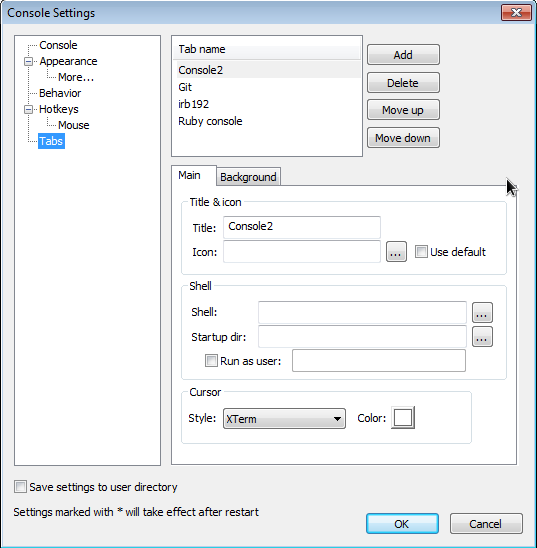 Console Settings
Console
Appearance
More...
Behavior
Hotkeys
Mouse
Tabs
Tab name
Console2
Git
irb192
Ruby console
Add
Delete
Move up
Move down
Main Background
Title & icon
Title: Console2
Icon: ... Use default
Shell
Shell: ...
Startup dir: ...
Run as user:
Cursor
Style: XTerm Color:
Save settings to user directory
Settings marked with * will take effect after restart
OK Cancel